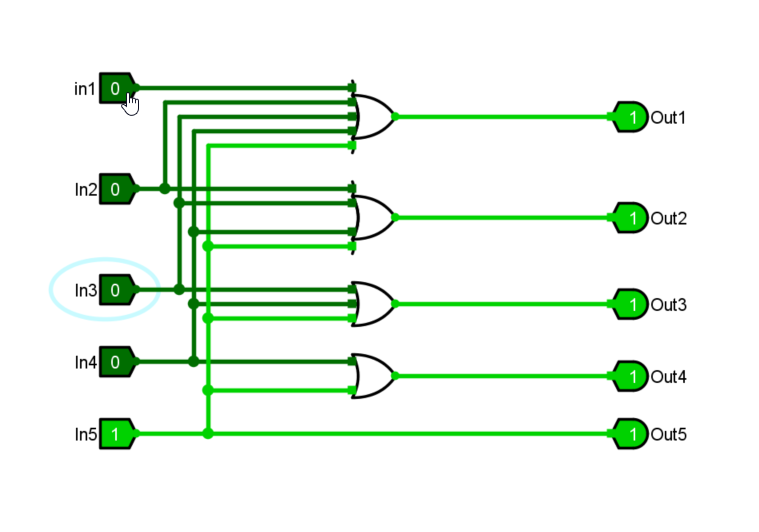 in1 0
1 Out1
In2 0
1 Out2
In3 0
1 Out3
In4 0
1 Out4
In5 1
1 Out5